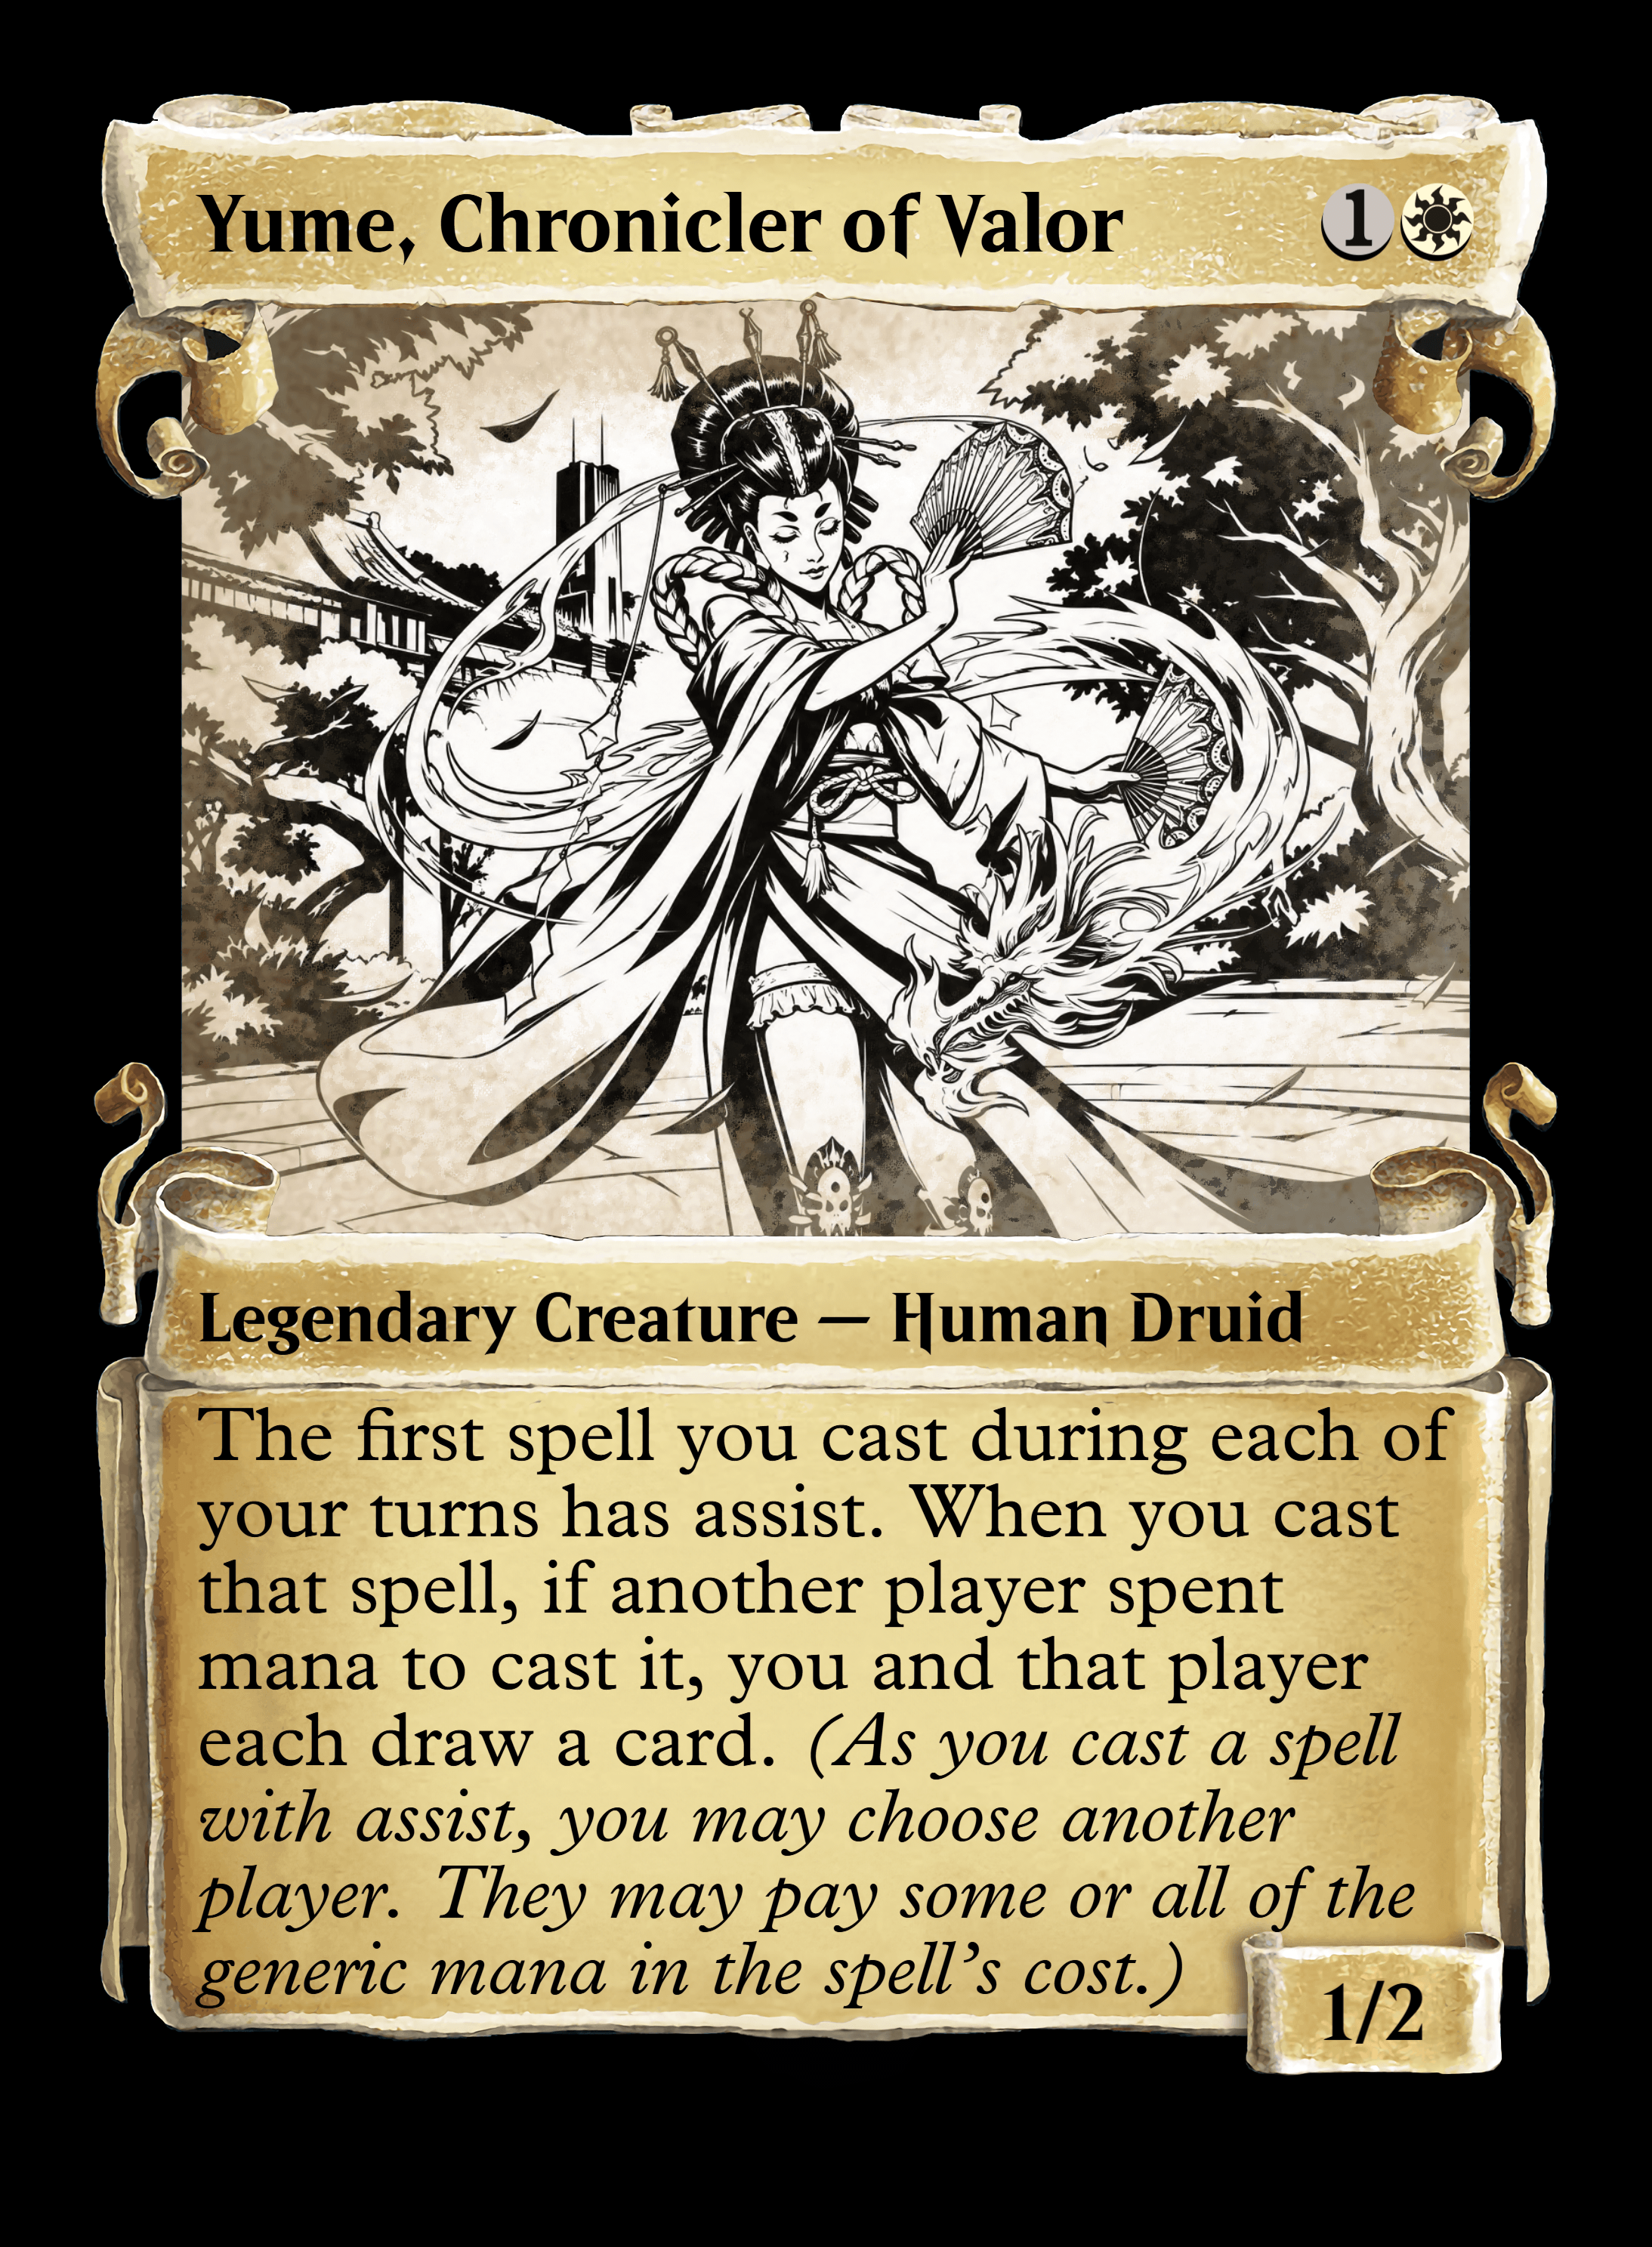 Yume, Chronicler of Valor 1
Legendary Creature — Human Druid
The first spell you cast during each of
your turns has assist. When you cast
that spell, if another player spent
mana to cast it, you and that player
each draw a card. (As you cast a spell
with assist, you may choose another
player. They may pay some or all of the
generic mana in the spell’s cost.)
1/2